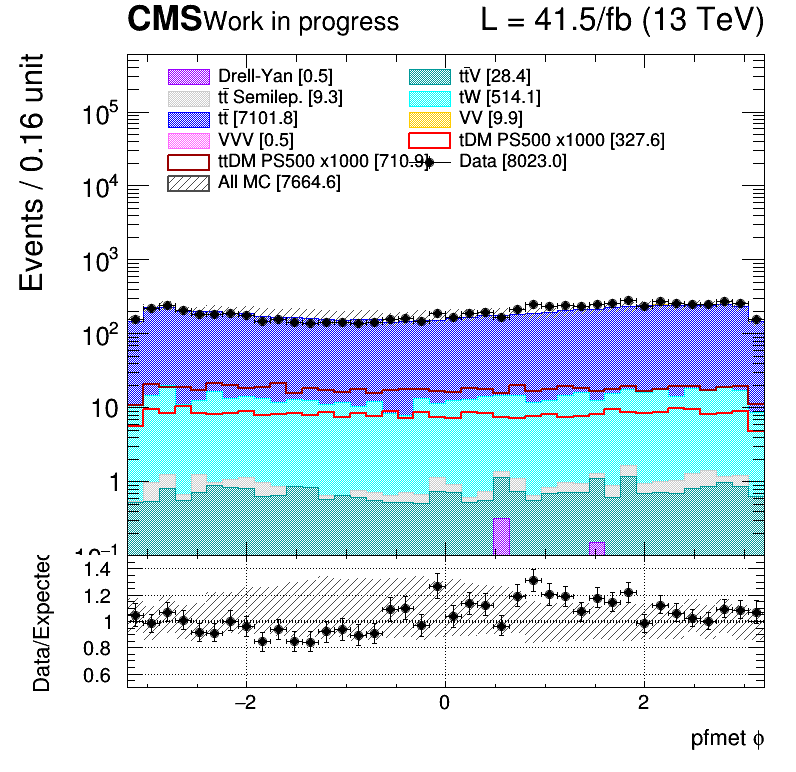 CMS Work in progress L = 41.5/fb (13 TeV)
Drell-Yan [0.5] tt̄V [28.4]
tt̄ Semilep. [9.3] tW [514.1]
tt̄ [7101.8] VV [9.9]
VVV [0.5] tDM PS500 x1000 [327.6]
ttDM PS500 x1000 [710.9] Data [8023.0]
All MC [7664.6]
Events / 0.16 unit
10⁵
10⁴
10³
10²
10
1
10⁻¹
Data/Expected
1.4
1.2
1
0.8
0.6
−2 0 2
pfmet ϕ